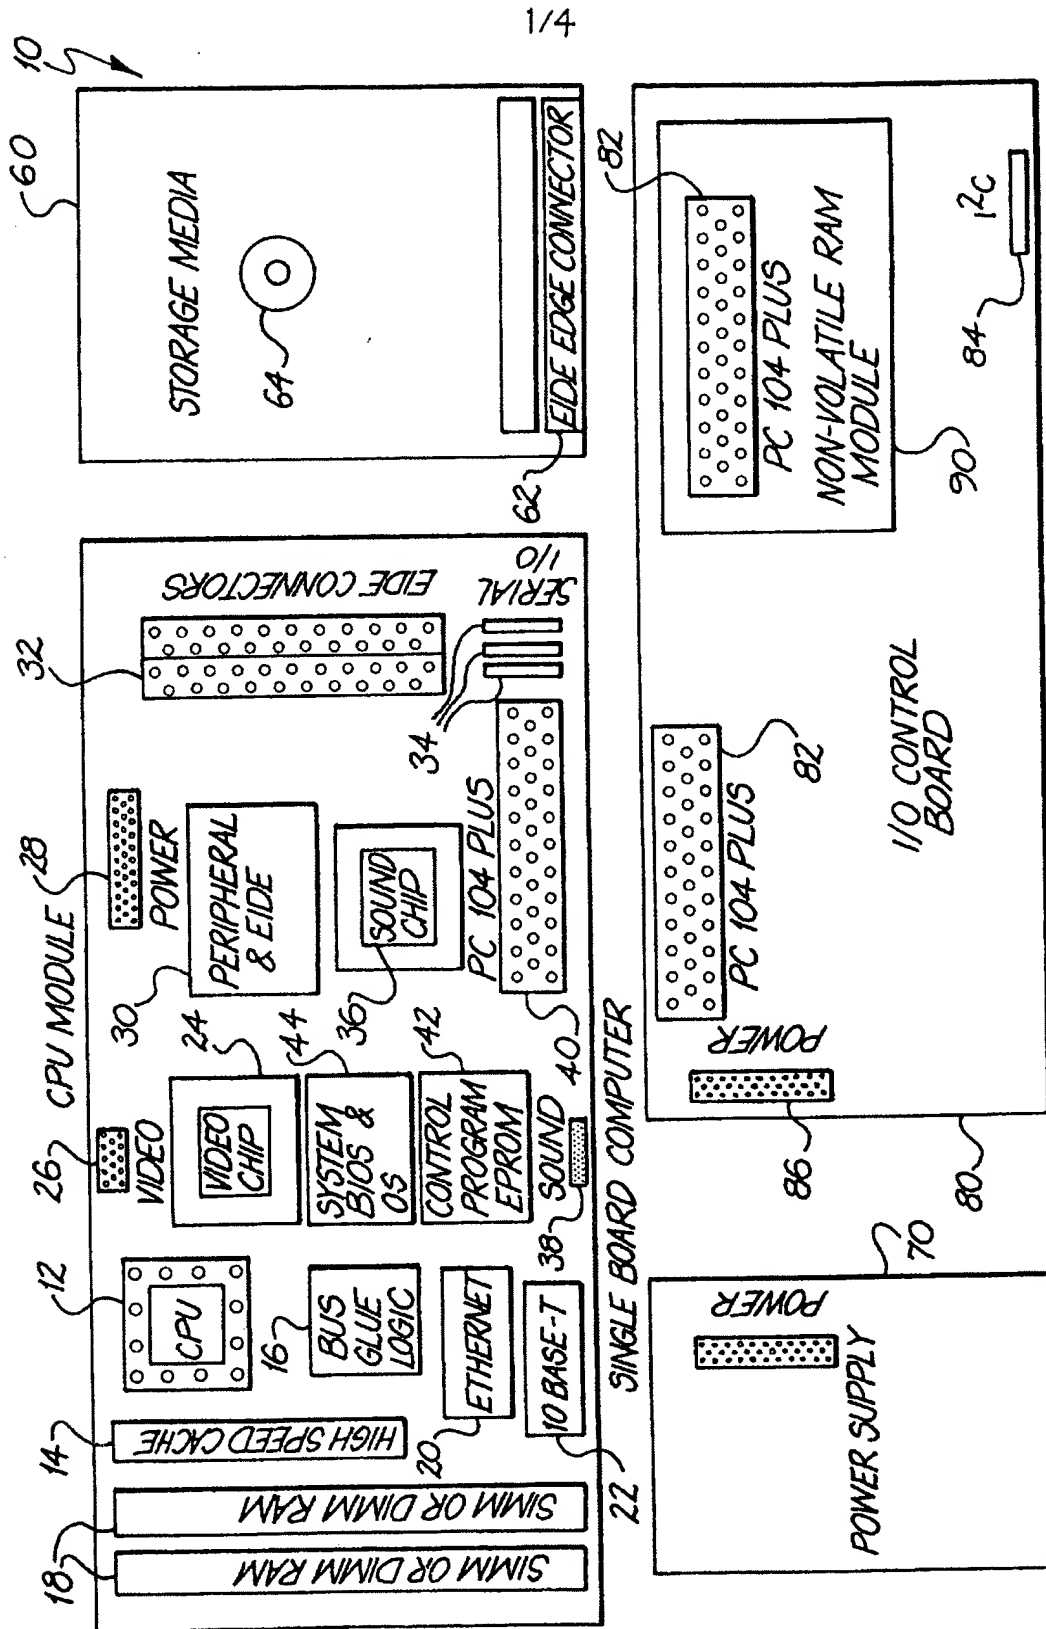 1/4
10
CPU MODULE
18
SIMM OR DIMM RAM
SIMM OR DIMM RAM
14
HIGH SPEED CACHE
12
CPU
16
BUS
GLUE
LOGIC
20
ETHERNET
22
10 BASE-T
26
VIDEO
24
VIDEO
CHIP
44
SYSTEM
BIOS &
OS
42
CONTROL
PROGRAM
EPROM
38
SOUND
28
POWER
30
PERIPHERAL
& EIDE
36
SOUND
CHIP
PC 104 PLUS
40
32
EIDE CONNECTORS
34
SERIAL
I/O
SINGLE BOARD COMPUTER
60
STORAGE MEDIA
64
62
EIDE EDGE CONNECTOR
70
POWER
POWER SUPPLY
80
86
POWER
82
PC 104 PLUS
I/O CONTROL
BOARD
82
PC 104 PLUS
NON-VOLATILE RAM
MODULE
90
84
I²C